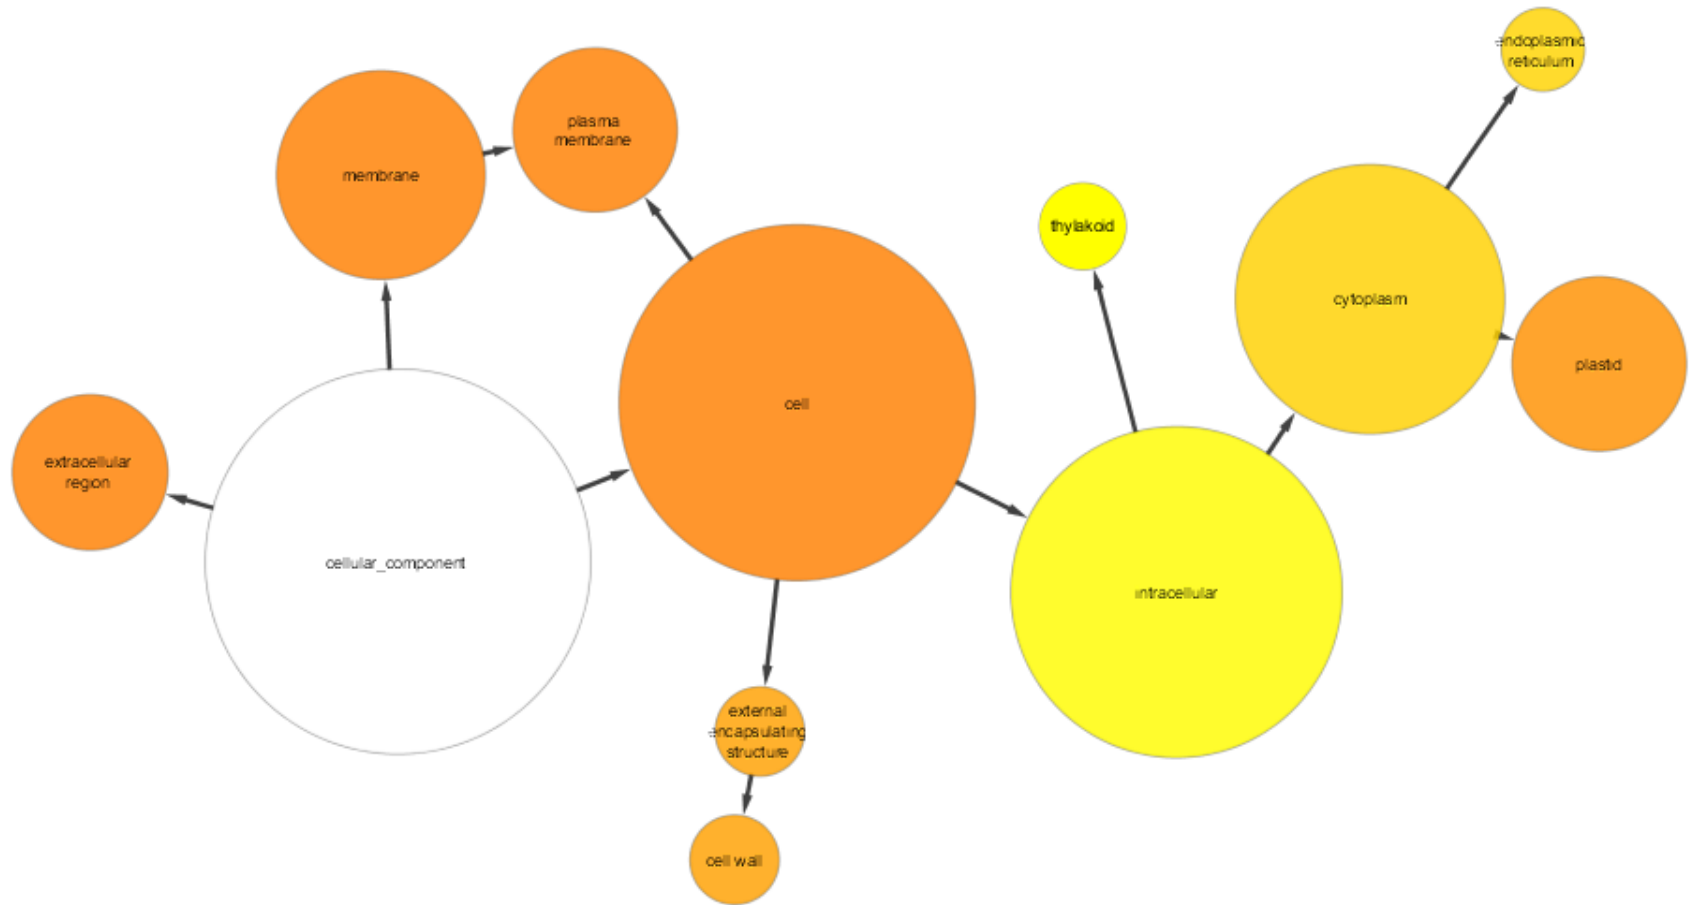 endoplasmic
reticulum
plasma
membrane
membrane
thylakoid
cytoplasm
plastid
cell
extracellular
region
cellular_component
intracellular
external
encapsulating
structure
cell wall